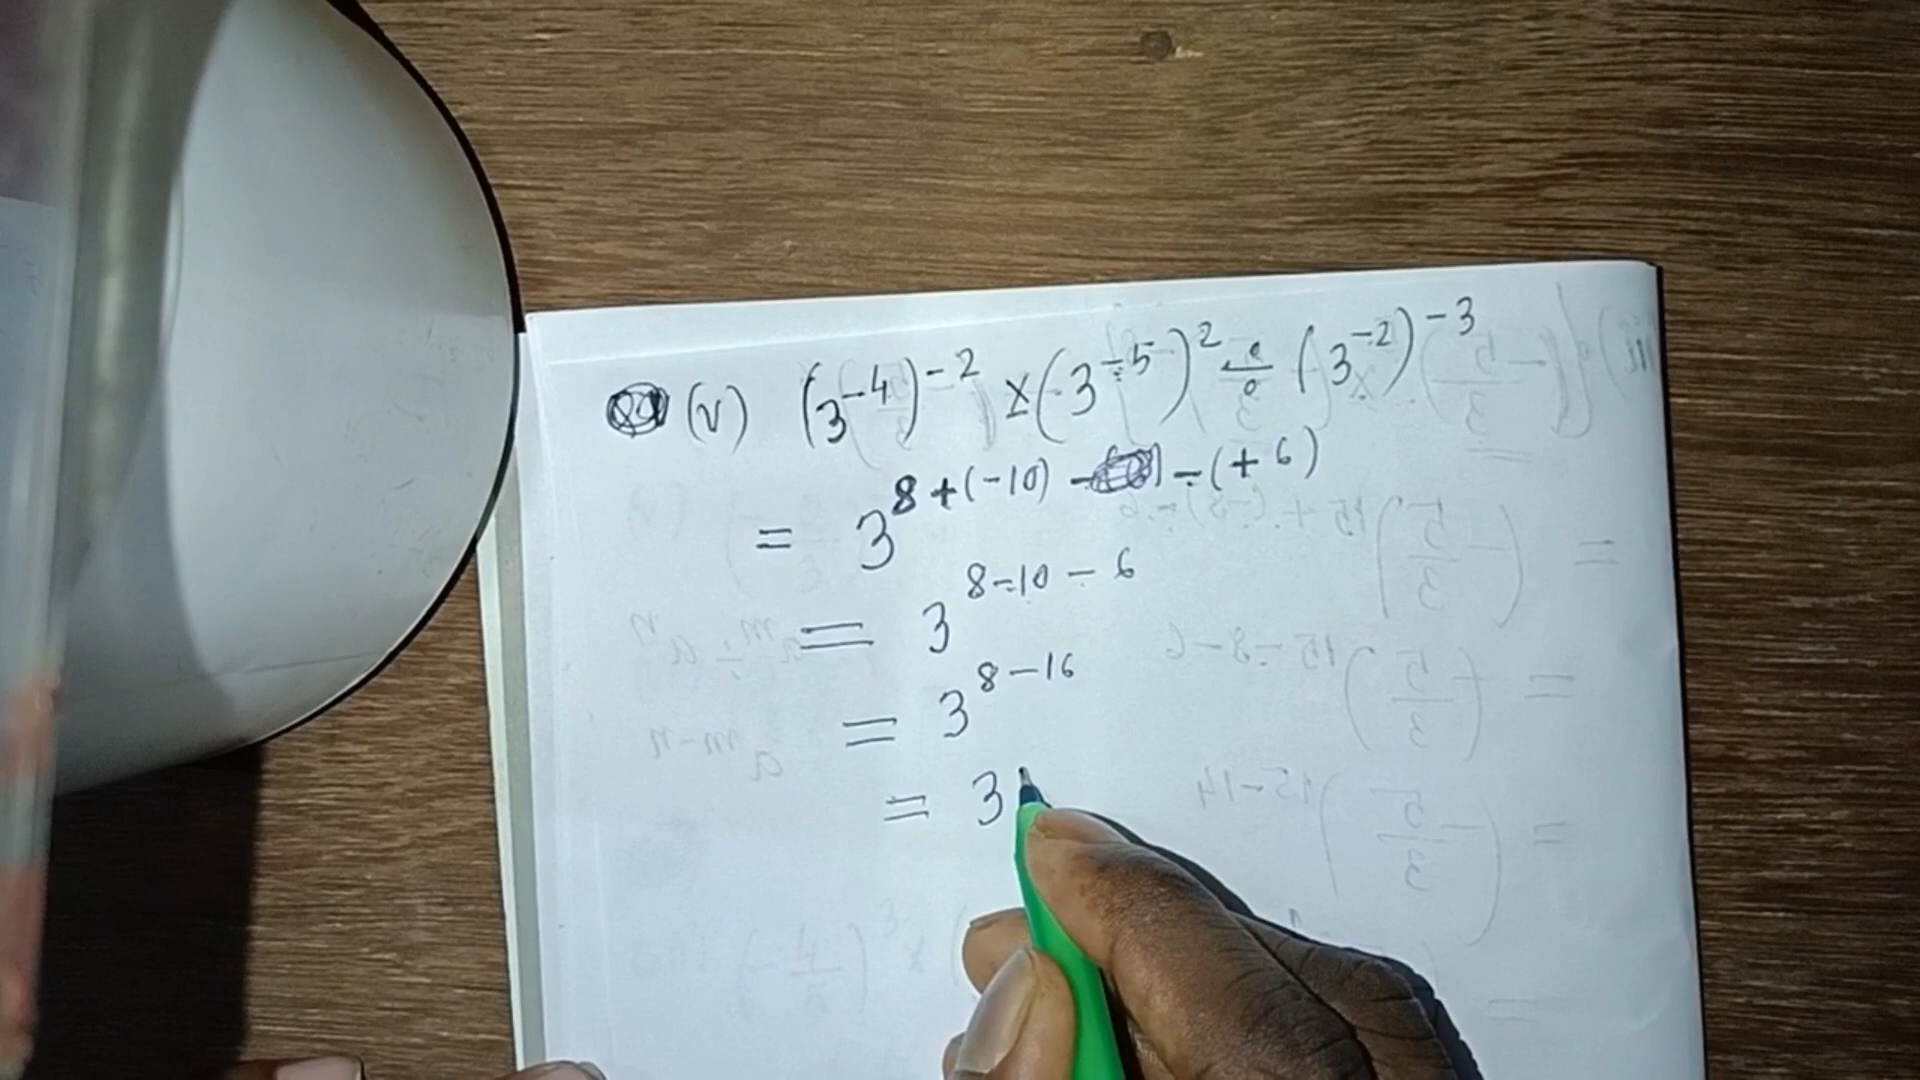 (v) (3⁻⁴)⁻² × (3⁻⁵)² ÷ (3⁻²)⁻³
= 3^8+(-10) - -(+6)
= 3^8-10-6
= 3^8-16
= 3